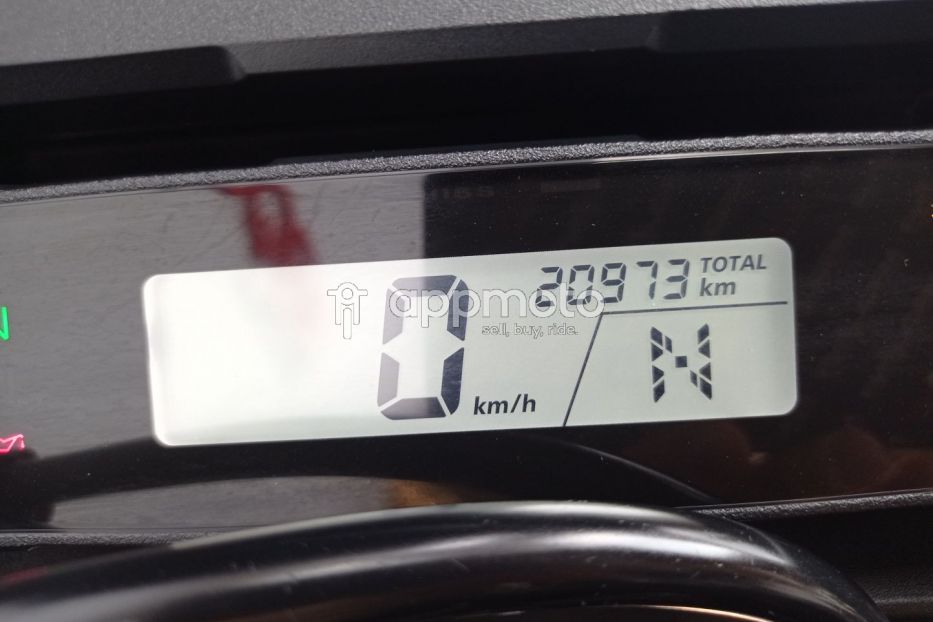 20973 TOTAL
km
appmoto
sell, buy, ride.
0 km/h
N
N